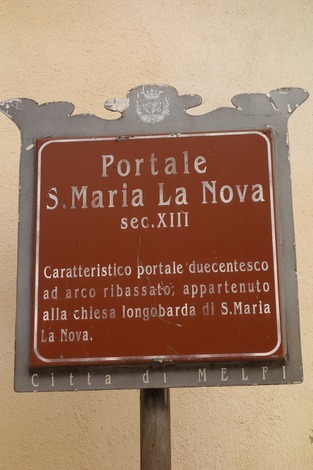 Portale
S.Maria La Nova
sec.XIII
Caratteristico portale duecentesco
ad arco ribassato, appartenuto
alla chiesa longobarda di S.Maria
La Nova.
Città di MELFI